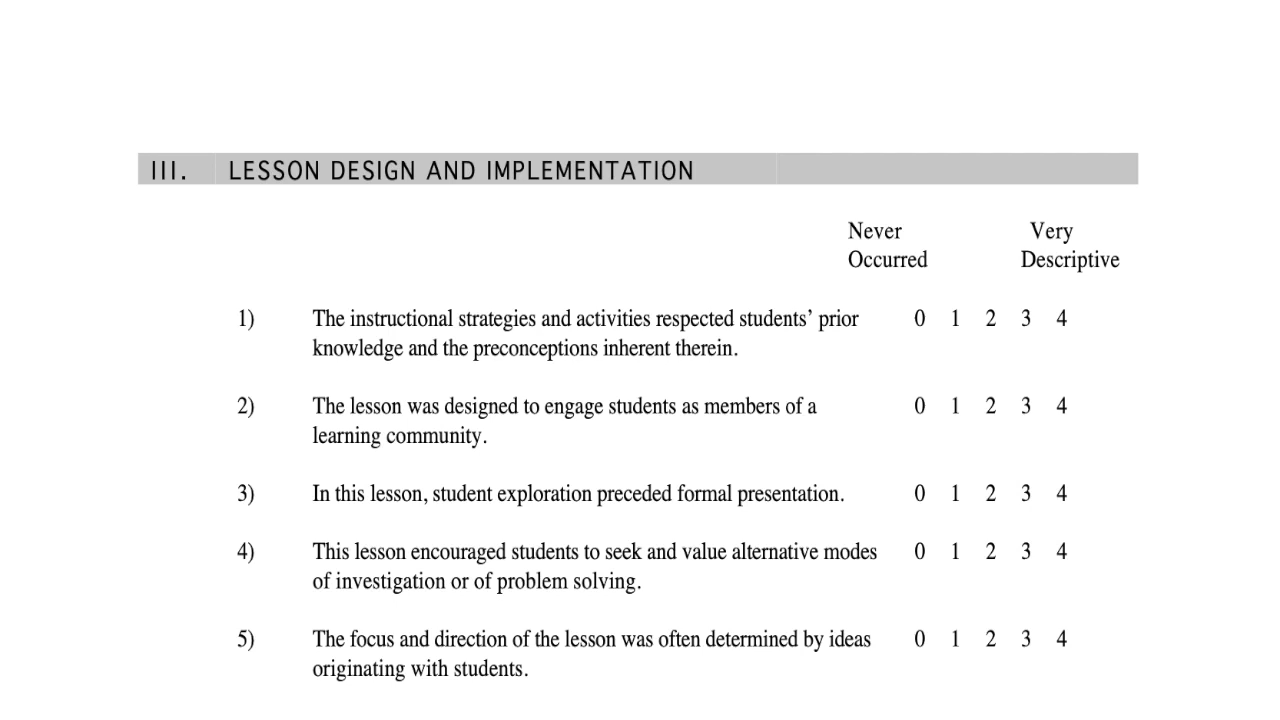 III. LESSON DESIGN AND IMPLEMENTATION
Never Very
Occurred Descriptive
1) The instructional strategies and activities respected students’ prior 0 1 2 3 4
knowledge and the preconceptions inherent therein.
2) The lesson was designed to engage students as members of a 0 1 2 3 4
learning community.
3) In this lesson, student exploration preceded formal presentation. 0 1 2 3 4
4) This lesson encouraged students to seek and value alternative modes 0 1 2 3 4
of investigation or of problem solving.
5) The focus and direction of the lesson was often determined by ideas 0 1 2 3 4
originating with students.